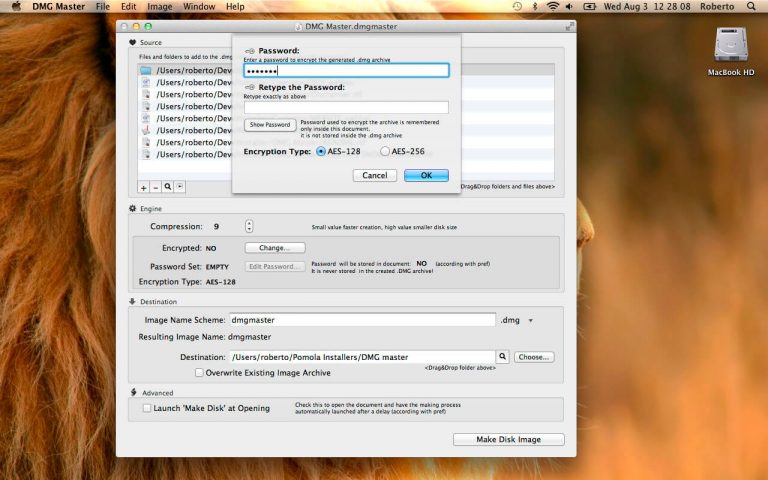 DMG Master File Edit Image Window Help Wed Aug 3 12 28 08 Roberto
DMG Master.dmgmaster
MacBook HD
Source
Files and folders to add to the .dmg
/Users/roberto/Deve
/Users/roberto/Deve
/Users/roberto/Deve
/Users/roberto/Deve
/Users/roberto/Deve
/Users/roberto/Deve
/Users/roberto/Deve
/Users/roberto/Deve
Password:
Enter a password to encrypt the generated .dmg archive
•••••••
Retype the Password:
Retype exactly as above
Show Password
Password used to encrypt the archive is remembered
only inside this document.
it is not stored inside the .dmg archive
Encryption Type: AES-128 AES-256
Cancel OK
<Drag&Drop folders and files above>
Engine
Compression: 9 Small value faster creation, high value smaller disk size
Encrypted: NO Change...
Password Set: EMPTY Edit Password... Password will be stored in document: NO (according with pref)
It is never stored in the created .DMG archive!
Encryption Type: AES-128
Destination
Image Name Scheme: dmgmaster .dmg
Resulting Image Name: dmgmaster
Destination: /Users/roberto/Pomola Installers/DMG master Choose...
<Drag&Drop folder above>
Overwrite Existing Image Archive
Advanced
Launch 'Make Disk' at Opening Check this to open the document and have the making process
automatically launched after a delay (according with pref)
Make Disk Image